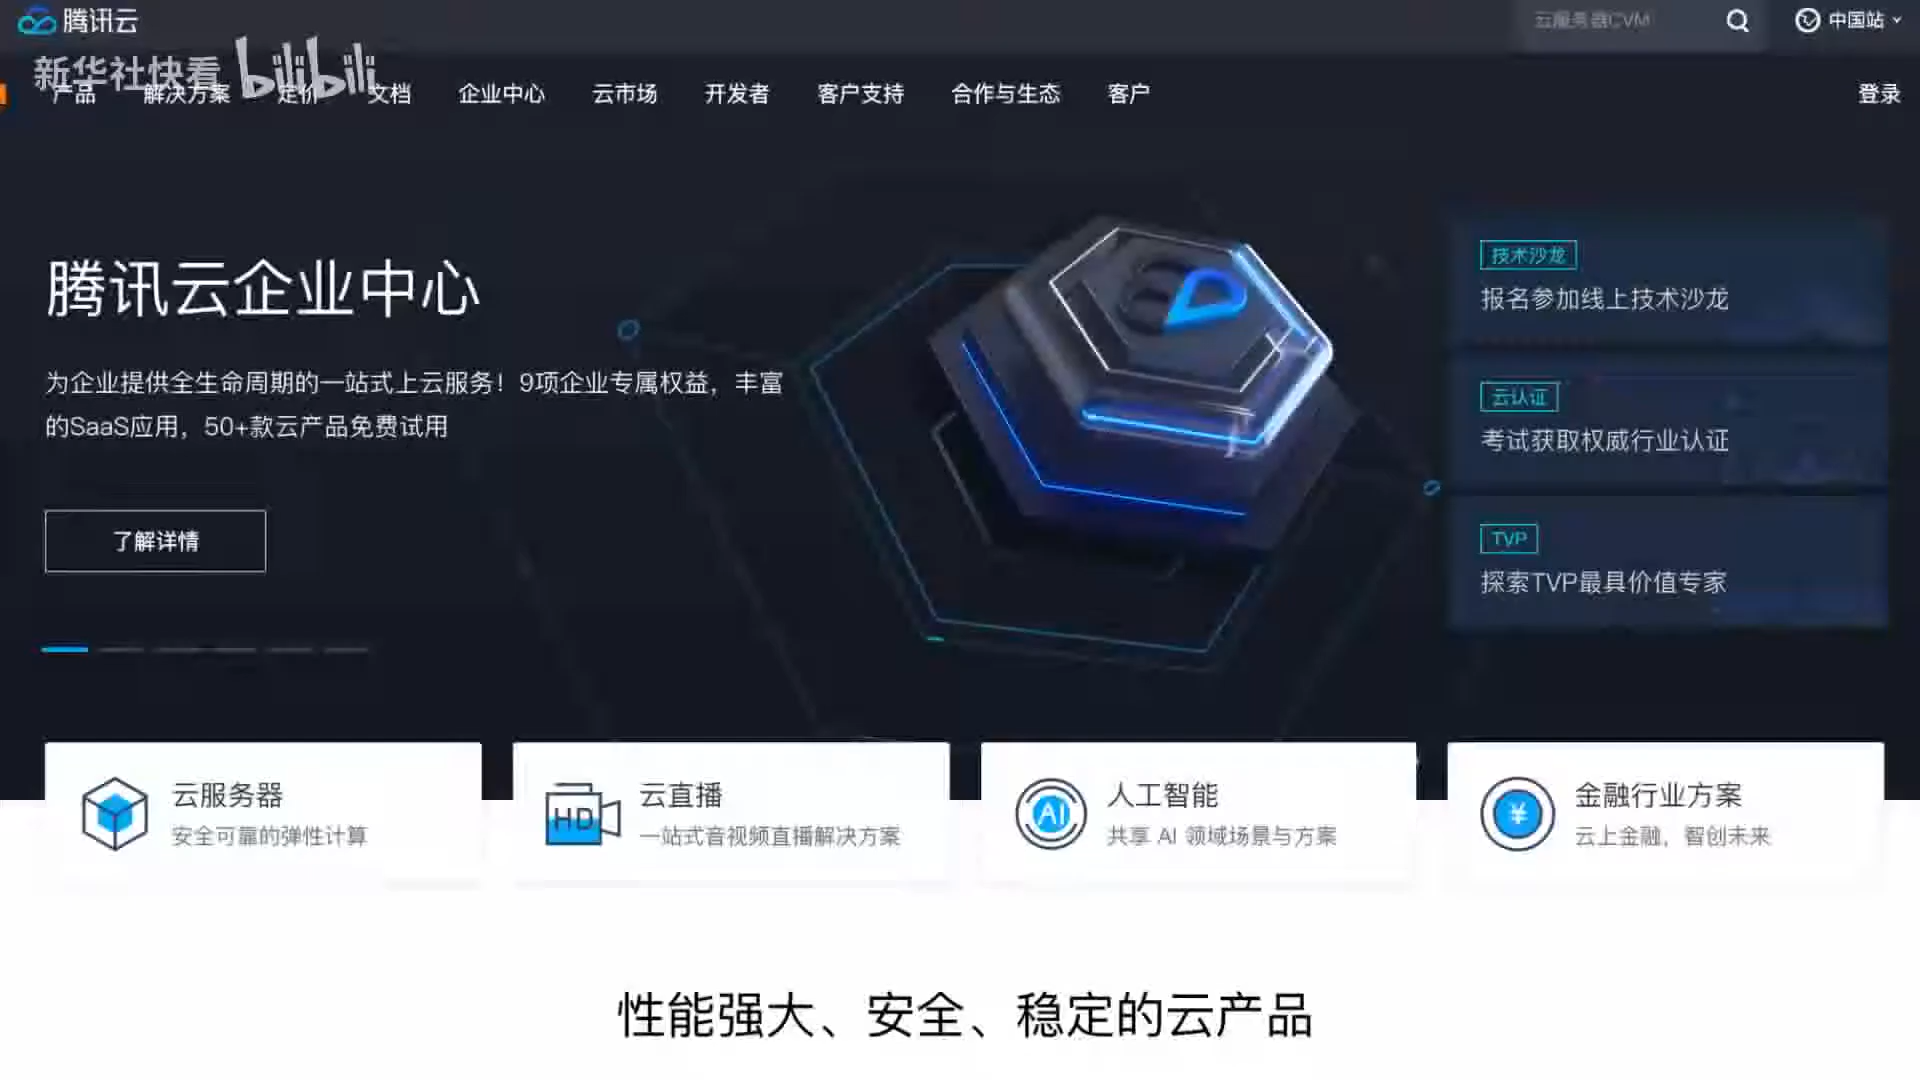 腾讯云
云服务器CVM
中国站
新华社快看 bilibili
产品
解决方案
定价
文档
企业中心
云市场
开发者
客户支持
合作与生态
客户
登录
腾讯云企业中心
为企业提供全生命周期的一站式上云服务！9项企业专属权益，丰富
的SaaS应用，50+款云产品免费试用
了解详情
技术沙龙
报名参加线上技术沙龙
云认证
考试获取权威行业认证
TVP
探索TVP最具价值专家
云服务器
安全可靠的弹性计算
HD
云直播
一站式音视频直播解决方案
AI
人工智能
共享 AI 领域场景与方案
¥
金融行业方案
云上金融，智创未来
性能强大、安全、稳定的云产品